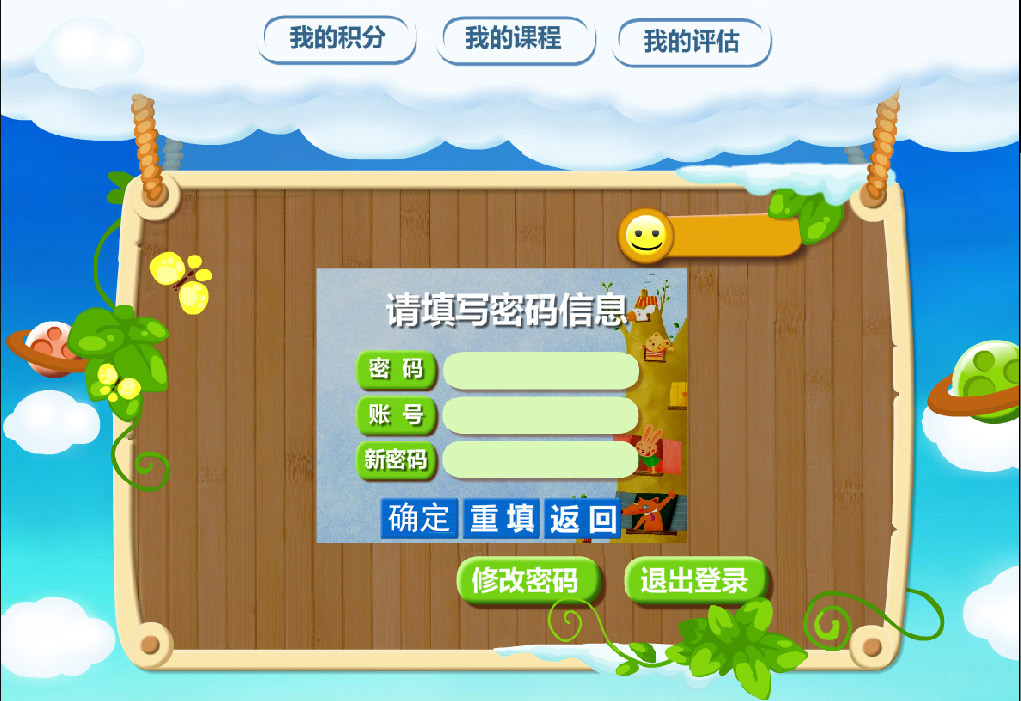 我的积分
我的课程
我的评估
请填写密码信息
密 码
账 号
新密码
确定 重 填 返 回
修改密码 退出登录